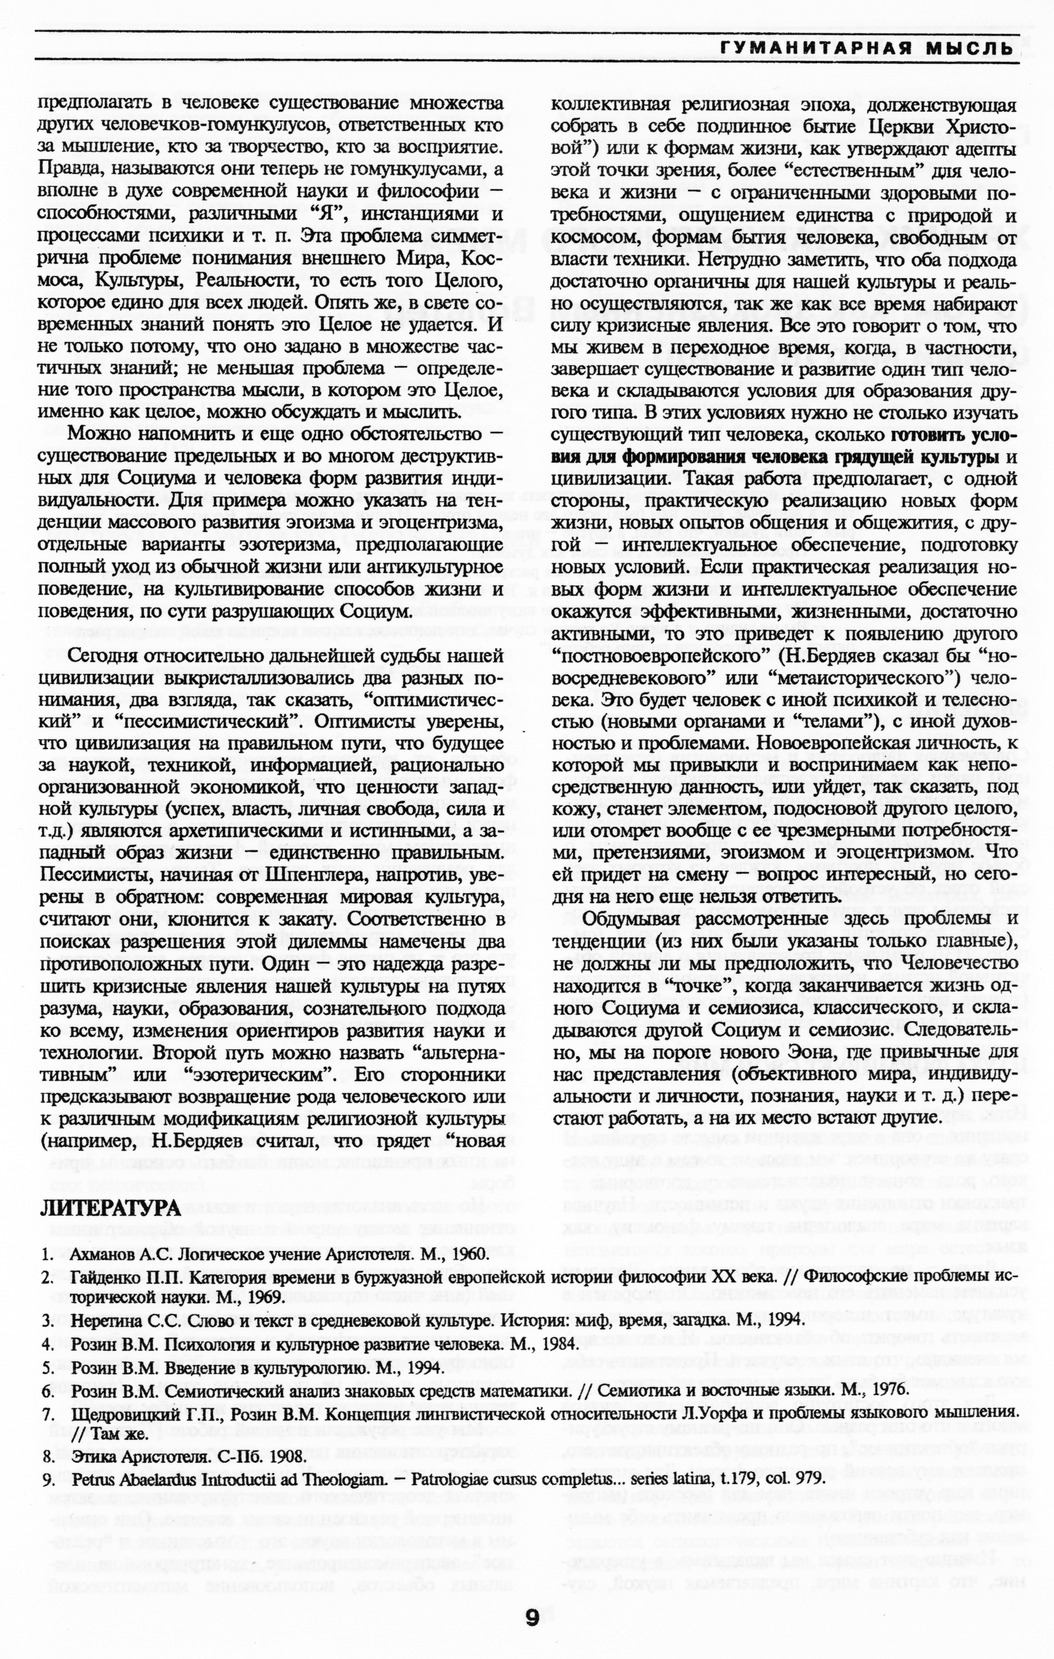 ГУМАНИТАРНАЯ МЫСЛЬ
предполагать в человеке существование множества
других человечков-гомункулусов, ответственных кто
за мышление, кто за творчество, кто за восприятие.
Правда, называются они теперь не гомункулусами, а
вполне в духе современной науки и философии —
способностями, различными “Я”, инстанциями и
процессами психики и т. п. Эта проблема симмет-
рична проблеме понимания внешнего Мира, Кос-
моса, Культуры, Реальности, то есть того Целого,
которое едино для всех людей. Опять же, в свете со-
временных знаний понять это Целое не удается. И
не только потому, что оно задано в множестве час-
тичных знаний; не меньшая проблема — определе-
ние того пространства мысли, в котором это Целое,
именно как целое, можно обсуждать и мыслить.
Можно напомнить и еще одно обстоятельство —
существование предельных и во многом деструктив-
ных для Социума и человека форм развития инди-
видуальности. Для примера можно указать на тен-
денции массового развития эгоизма и эгоцентризма,
отдельные варианты эзотеризма, предполагающие
полный уход из обычной жизни или антикультурное
поведение, на культивирование способов жизни и
поведения, по сути разрушающих Социум.
Сегодня относительно дальнейшей судьбы нашей
цивилизации выкристаллизовались два разных по-
нимания, два взгляда, так сказать, “оптимистичес-
кий” и “пессимистический”. Оптимисты уверены,
что цивилизация на правильном пути, что будущее
за наукой, техникой, информацией, рационально
организованной экономикой, что ценности запад-
ной культуры (успех, власть, личная свобода, сила и
т.д.) являются архетипическими и истинными, а за-
падный образ жизни — единственно правильным.
Пессимисты, начиная от Шпенглера, напротив, уве-
рены в обратном: современная мировая культура,
считают они, клонится к закату. Соответственно в
поисках разрешения этой дилеммы намечены два
противоположных пути. Один — это надежда разре-
шить кризисные явления нашей культуры на путях
разума, науки, образования, сознательного подхода
ко всему, изменения ориентиров развития науки и
технологии. Второй путь можно назвать “альтерна-
тивным” или “эзотерическим”. Его сторонники
предсказывают возвращение рода человеческого или
к различным модификациям религиозной культуры
(например, Н.Бердяев считал, что грядет “новая
коллективная религиозная эпоха, долженствующая
собрать в себе подлинное бытие Церкви Христо-
вой”) или к формам жизни, как утверждают адепты
этой точки зрения, более “естественным” для чело-
века и жизни — с ограниченными здоровыми по-
требностями, ощущением единства с природой и
космосом, формам бытия человека, свободным от
власти техники. Нетрудно заметить, что оба подхода
достаточно органичны для нашей культуры и реаль-
но осуществляются, так же как все время набирают
силу кризисные явления. Все это говорит о том, что
мы живем в переходное время, когда, в частности,
завершает существование и развитие один тип чело-
века и складываются условия для образования дру-
гого типа. В этих условиях нужно не столько изучать
существующий тип человека, сколько готовить усло-
вия для формирования человека грядущей культуры и
цивилизации. Такая работа предполагает, с одной
стороны, практическую реализацию новых форм
жизни, новых опытов общения и общежития, с дру-
гой — интеллектуальное обеспечение, подготовку
новых условий. Если практическая реализация но-
вых форм жизни и интеллектуальное обеспечение
окажутся эффективными, жизненными, достаточно
активными, то это приведет к появлению другого
“постновоевропейского” (Н.Бердяев сказал бы “но-
восредневекового” или “метаисторического”) чело-
века. Это будет человек с иной психикой и телесно-
стью (новыми органами и “телами”), с иной духов-
ностью и проблемами. Новоевропейская личность, к
которой мы привыкли и воспринимаем как непо-
средственную данность, или уйдет, так сказать, под
кожу, станет элементом, подосновой другого целого,
или отомрет вообще с ее чрезмерными потребностя-
ми, претензиями, эгоизмом и эгоцентризмом. Что
ей придет на смену — вопрос интересный, но сего-
дня на него еще нельзя ответить.
Обдумывая рассмотренные здесь проблемы и
тенденции (из них были указаны только главные),
не должны ли мы предположить, что Человечество
находится в “точке”, когда заканчивается жизнь од-
ного Социума и семиозиса, классического, и скла-
дываются другой Социум и семиозис. Следователь-
но, мы на пороге нового Эона, где привычные для
нас представления (объективного мира, индивиду-
альности и личности, познания, науки и т. д.) пере-
стают работать, а на их место встают другие.
ЛИТЕРАТУРА
1. Ахманов А.С. Логическое учение Аристотеля. М., 1960.
2. Гайденко П.П. Категория времени в буржуазной европейской истории философии XX века. // Философские проблемы ис-
торической науки. М., 1969.
3. Неретина С.С. Слово и текст в средневековой культуре. История: миф, время, загадка. М., 1994.
4. Розин В.М. Психология и культурное развитие человека. М., 1984.
5. Розин В.М. Введение в культурологию. М., 1994.
6. Розин В.М. Семиотический анализ знаковых средств математики. // Семиотика и восточные языки. М., 1976.
7. Щедровицкий Г.П., Розин В.М. Концепция лингвистической относительности Л.Уорфа и проблемы языкового мышления.
// Там же.
8. Этика Аристотеля. С-Пб. 1908.
9. Petrus Abaelardus Introductii ad Theologiam. — Patrologiae cursus completus... series latina, t.179, col. 979.
9